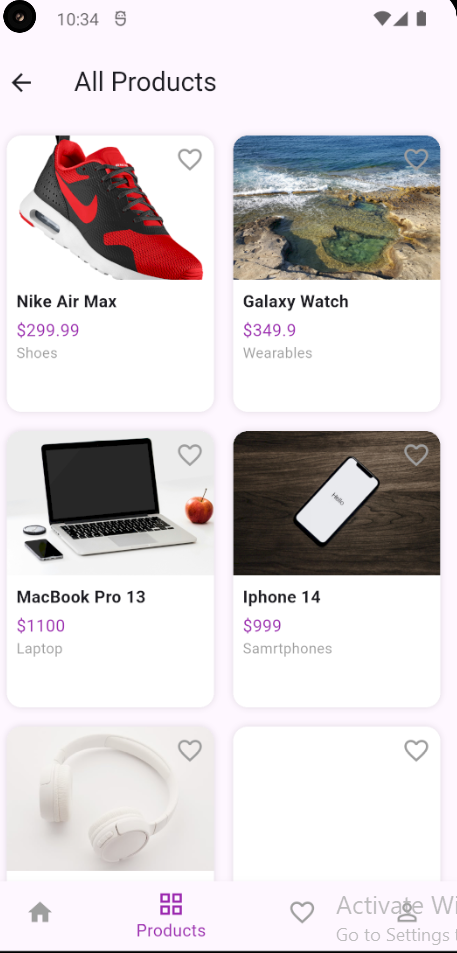 10:34
All Products
Nike Air Max
$299.99
Shoes
Galaxy Watch
$349.9
Wearables
MacBook Pro 13
$1100
Laptop
Hello
Iphone 14
$999
Samrtphones
Products
Activate Wi
Go to Settings t